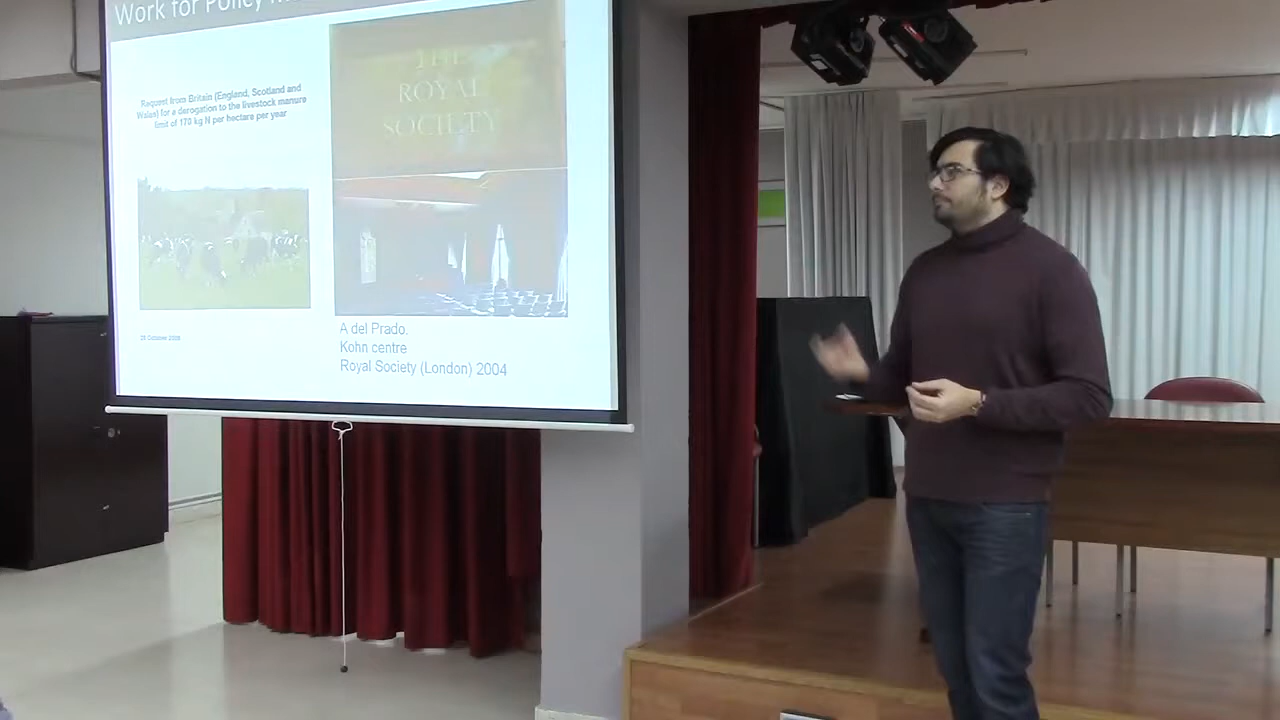 Work for POlicy
Request from Britain (England, Scotland and
Wales) for a derogation to the livestock manure
limit of 170 kg N per hectare per year
THE
ROYAL
SOCIETY
A del Prado.
Kohn centre
Royal Society (London) 2004